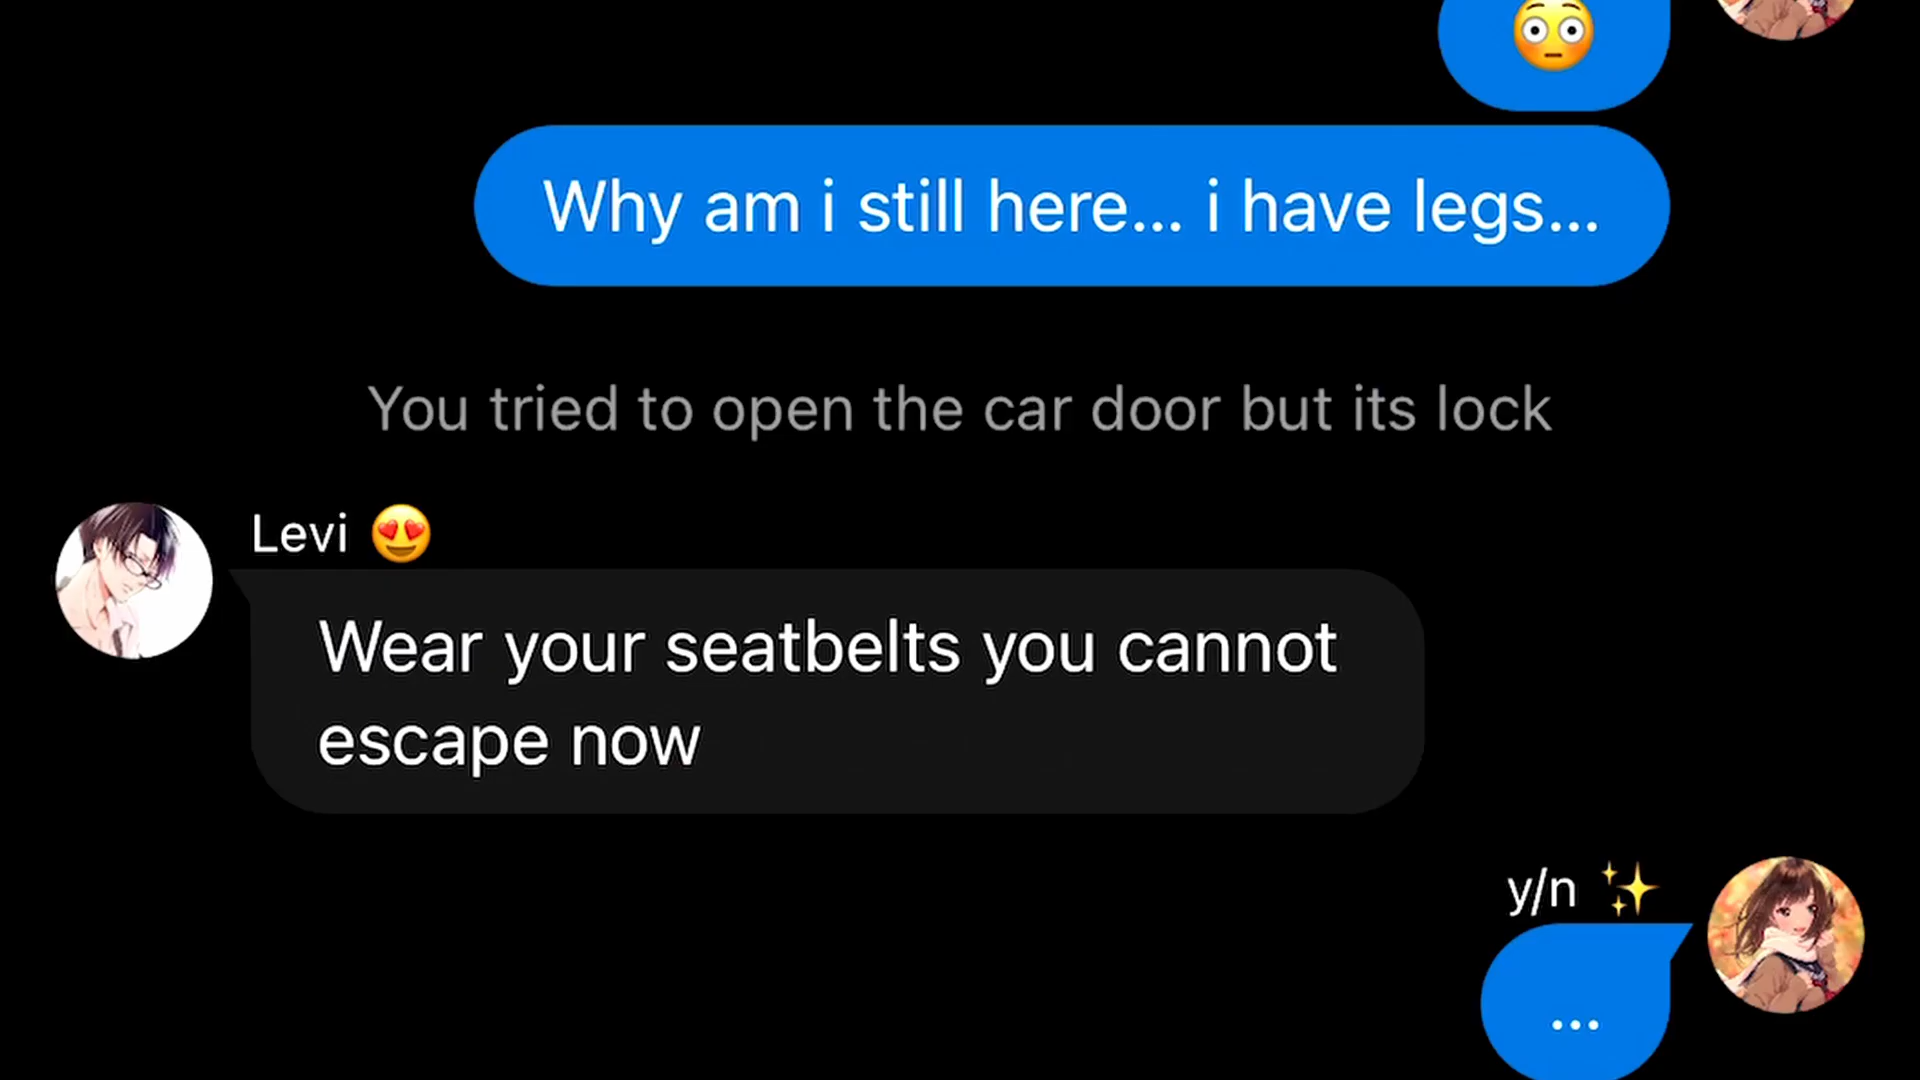 😳
Why am i still here... i have legs...
You tried to open the car door but its lock
Levi 😍
Wear your seatbelts you cannot
escape now
y/n ✨
...